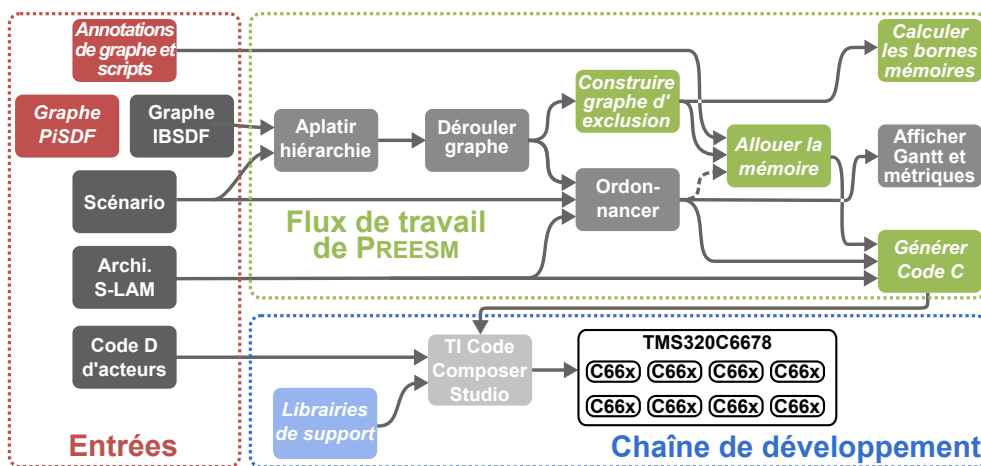 Annotations
de graphe et
scripts
Graphe
PiSDF
Graphe
IBSDF
Scénario
Archi.
S-LAM
Code D
d'acteurs
Entrées
Aplatir
hiérarchie
Dérouler
graphe
Construire
graphe d'
exclusion
Ordon-
nancer
Allouer la
mémoire
Calculer
les bornes
mémoires
Afficher
Gantt et
métriques
Générer
Code C
Flux de travail
de PREESM
TI Code
Composer
Studio
Librairies
de support
TMS320C6678
C66x C66x C66x C66x
C66x C66x C66x C66x
Chaîne de développement